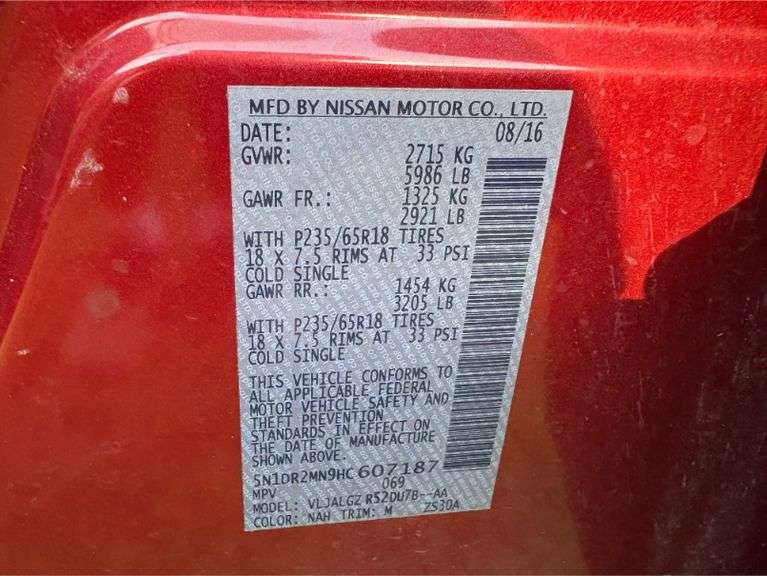 MFD BY NISSAN MOTOR CO., LTD.
DATE: 08/16
GVWR: 2715 KG
5986 LB
GAWR FR.: 1325 KG
2921 LB
WITH P235/65R18 TIRES
18 X 7.5 RIMS AT 33 PSI
COLD SINGLE
GAWR RR.: 1454 KG
3205 LB
WITH P235/65R18 TIRES
18 X 7.5 RIMS AT 33 PSI
COLD SINGLE
THIS VEHICLE CONFORMS TO
ALL APPLICABLE FEDERAL
MOTOR VEHICLE SAFETY AND
THEFT PREVENTION
STANDARDS IN EFFECT ON
THE DATE OF MANUFACTURE
SHOWN ABOVE.
5N1DR2MN9HC607187
MPV 069
MODEL: VLJALGZ R52DU7B--AA
COLOR: NAH TRIM: M ZS30A